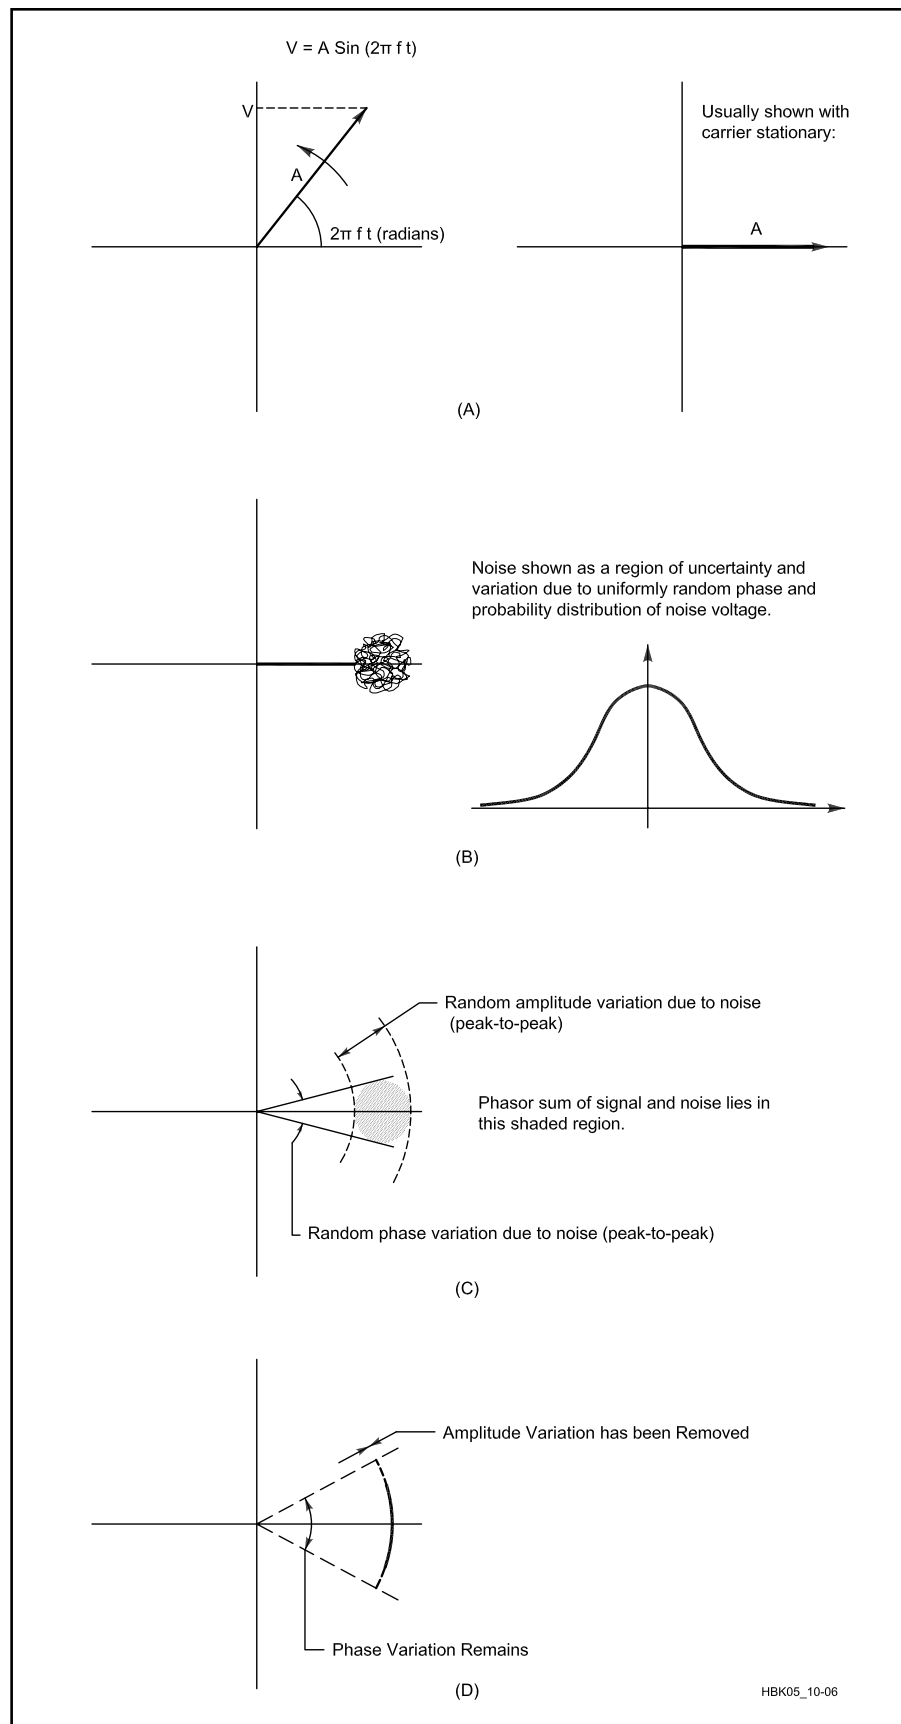 V = A Sin (2π f t)
V
A
2π f t (radians)
Usually shown with
carrier stationary:
A
(A)
Noise shown as a region of uncertainty and
variation due to uniformly random phase and
probability distribution of noise voltage.
(B)
Random amplitude variation due to noise
(peak-to-peak)
Phasor sum of signal and noise lies in
this shaded region.
Random phase variation due to noise (peak-to-peak)
(C)
Amplitude Variation has been Removed
Phase Variation Remains
(D)
HBK05_10-06